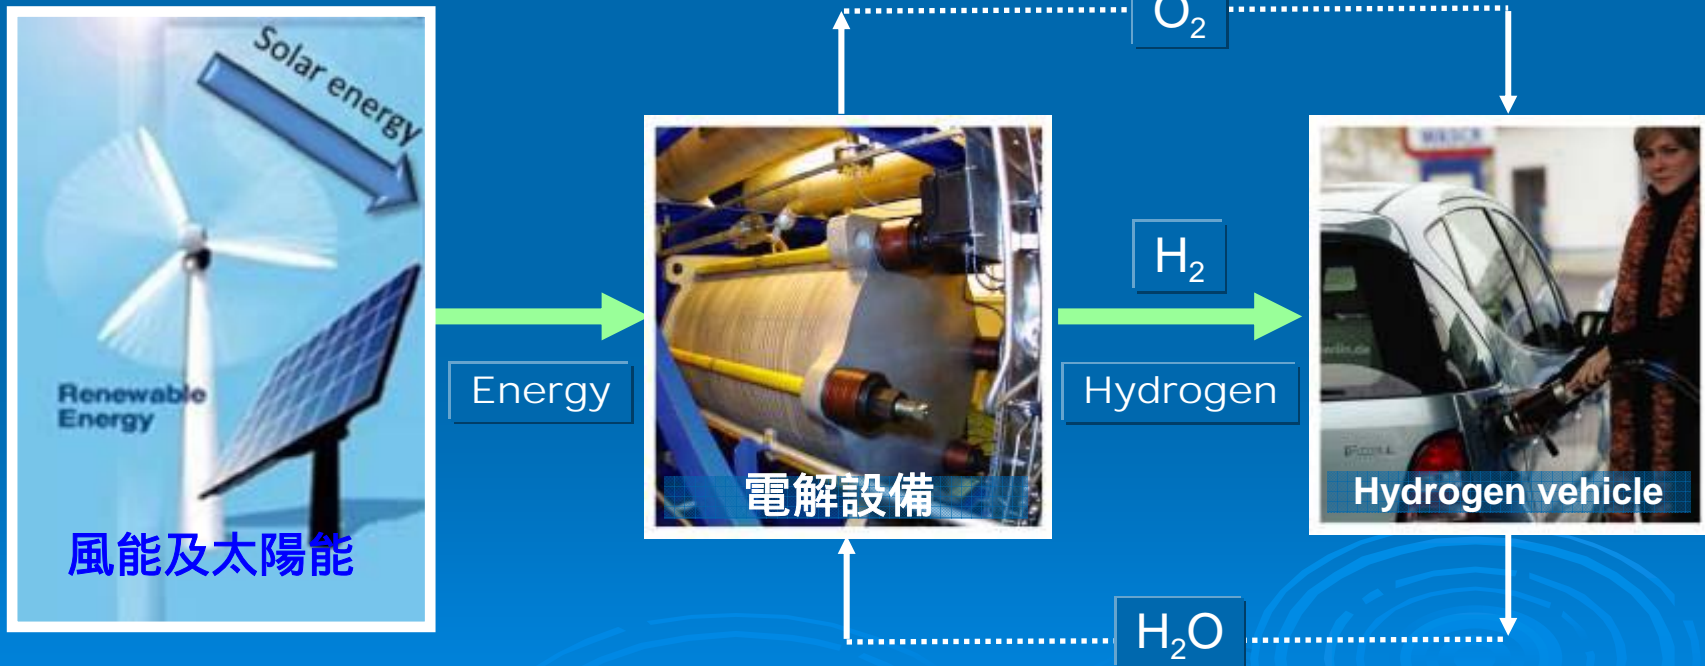 O₂
Solar energy
H₂
Renewable
Energy
Energy
Hydrogen
電解設備
Hydrogen vehicle
風能及太陽能
H₂O